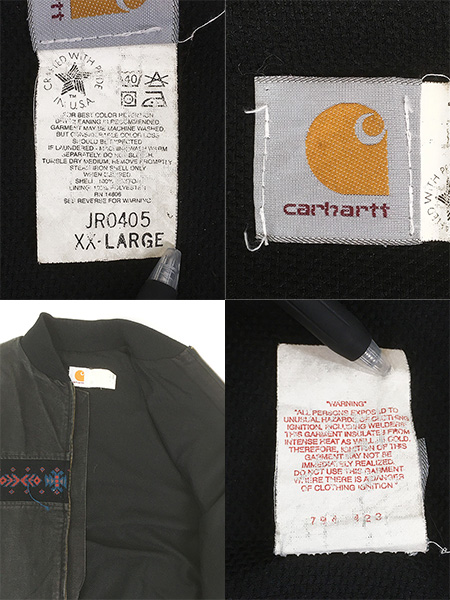 CRAFTED WITH PRIDE
IN U.S.A.
40
FOR BEST COLOR RETENTION
DRY CLEANING IS RECOMMENDED.
GARMENT MAY BE MACHINE WASHED,
BUT CONSIDERABLE COLOR LOSS
SHOULD BE EXPECTED
IF LAUNDERED - MACHINE WASH WARM
SEPARATELY. DO NOT BLEACH.
TUMBLE DRY MEDIUM, REMOVE PROMPTLY.
STEAM IRON SHELL ONLY
WHEN NEEDED.
SHELL: 100% COTTON
LINING: 100% POLYESTER
RN 14806
SEE REVERSE FOR WARNING
JR0405
XX-LARGE
carhartt
WITH P
U.S.A
carhartt
"WARNING"
"ALL PERSONS EXPOSED TO
UNUSUAL HAZARDS OF CLOTHING
IGNITION, INCLUDING WELDERS:
THIS GARMENT INSULATES FROM
INTENSE HEAT AS WELL AS COLD.
THEREFORE, IGNITION OF THIS
GARMENT MAY NOT BE
IMMEDIATELY REALIZED.
DO NOT USE THIS GARMENT
WHERE THERE IS A DANGER
OF CLOTHING IGNITION"
794 423